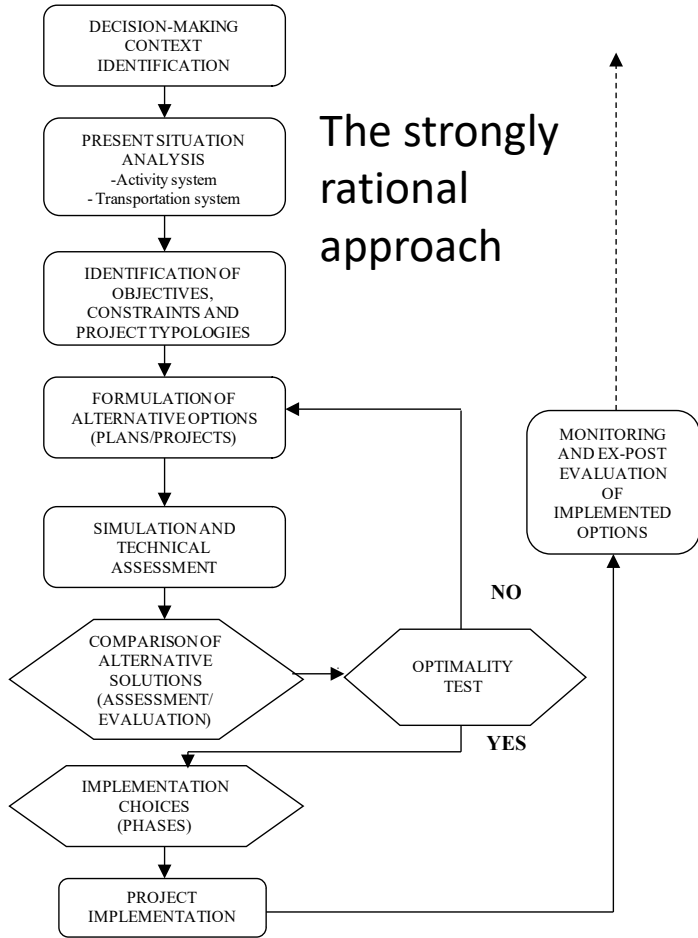 DECISION-MAKING
CONTEXT
IDENTIFICATION
The strongly
rational
approach
PRESENT SITUATION
ANALYSIS
-Activity system
- Transportation system
IDENTIFICATION OF
OBJECTIVES,
CONSTRAINTS AND
PROJECT TYPOLOGIES
FORMULATION OF
ALTERNATIVE OPTIONS
(PLANS/PROJECTS)
MONITORING
AND EX-POST
EVALUATION
OF
IMPLEMENTED
OPTIONS
SIMULATION AND
TECHNICAL
ASSESSMENT
NO
COMPARISON OF
ALTERNATIVE
SOLUTIONS
(ASSESSMENT/
EVALUATION)
OPTIMALITY
TEST
YES
IMPLEMENTATION
CHOICES
(PHASES)
PROJECT
IMPLEMENTATION